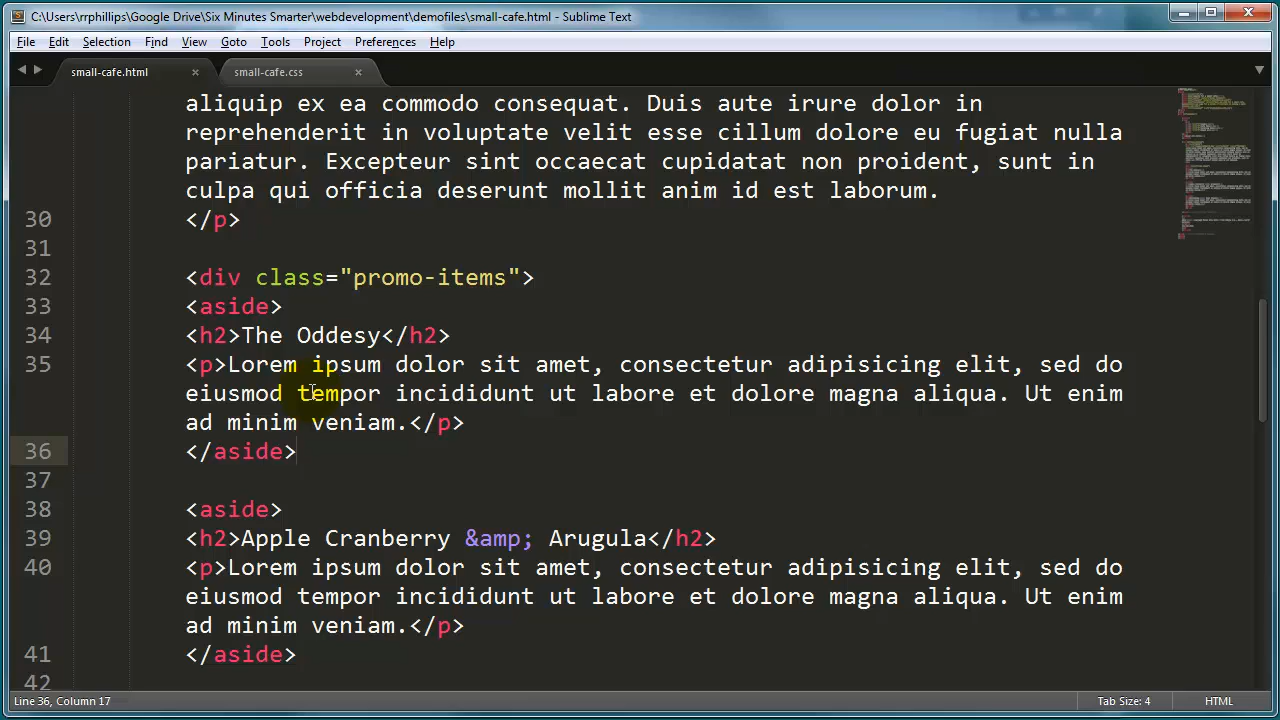 C:\Users\rrphillips\Google Drive\Six Minutes Smarter\webdevelopment\demofiles\small-cafe.html - Sublime Text
File Edit Selection Find View Goto Tools Project Preferences Help
small-cafe.html × small-cafe.css ×
aliquip ex ea commodo consequat. Duis aute irure dolor in
reprehenderit in voluptate velit esse cillum dolore eu fugiat nulla
pariatur. Excepteur sint occaecat cupidatat non proident, sunt in
culpa qui officia deserunt mollit anim id est laborum.
30 </p>
31
32 <div class="promo-items">
33 <aside>
34 <h2>The Oddesy</h2>
35 <p>Lorem ipsum dolor sit amet, consectetur adipisicing elit, sed do
eiusmod tempor incididunt ut labore et dolore magna aliqua. Ut enim
ad minim veniam.</p>
36 </aside>
37
38 <aside>
39 <h2>Apple Cranberry &amp; Arugula</h2>
40 <p>Lorem ipsum dolor sit amet, consectetur adipisicing elit, sed do
eiusmod tempor incididunt ut labore et dolore magna aliqua. Ut enim
ad minim veniam.</p>
41 </aside>
42
Line 36, Column 17 Tab Size: 4 HTML